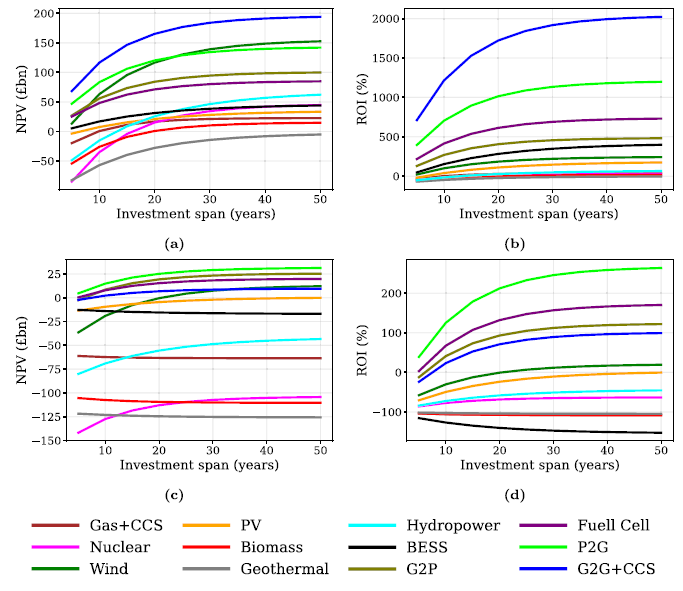 200
150
100
50
0
−50
NPV (£bn)
10 20 30 40 50
Investment span (years)
(a)
2000
1500
1000
500
0
ROI (%)
10 20 30 40 50
Investment span (years)
(b)
25
0
−25
−50
−75
−100
−125
−150
NPV (£bn)
10 20 30 40 50
Investment span (years)
(c)
200
100
0
−100
ROI (%)
10 20 30 40 50
Investment span (years)
(d)
Gas+CCS PV Hydropower Fuell Cell
Nuclear Biomass BESS P2G
Wind Geothermal G2P G2G+CCS